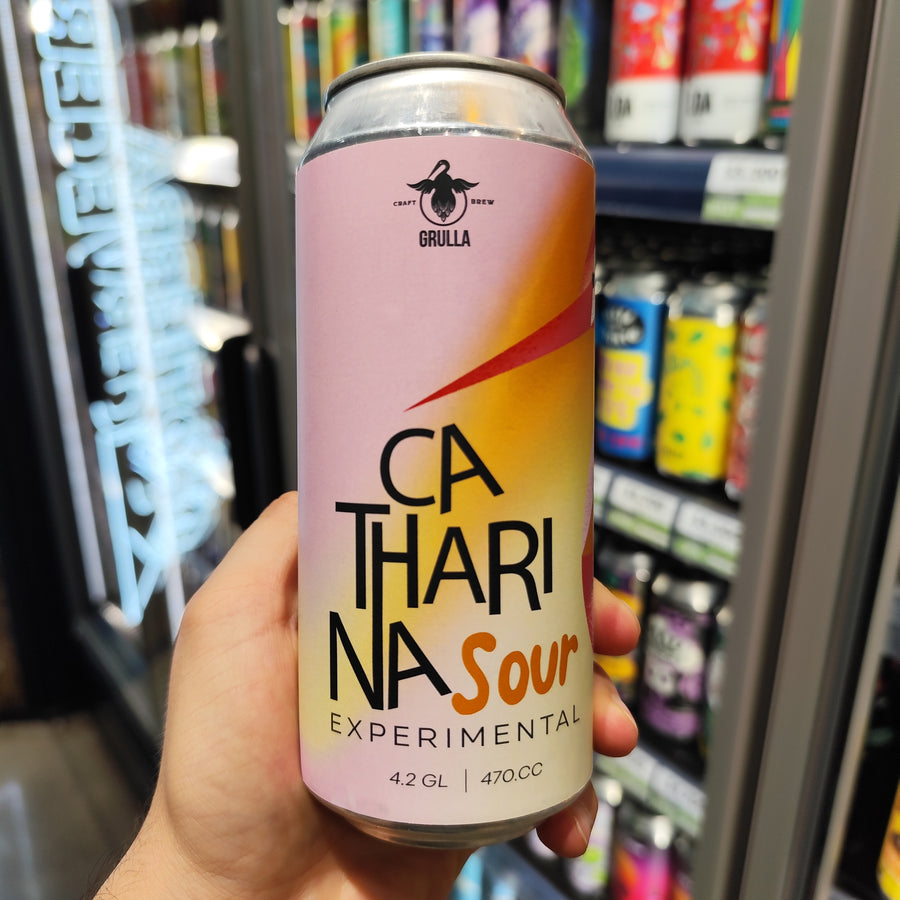 CRAFT BREW
GRULLA
CA
THARI
NA Sour
EXPERIMENTAL
4.2 GL | 470.CC